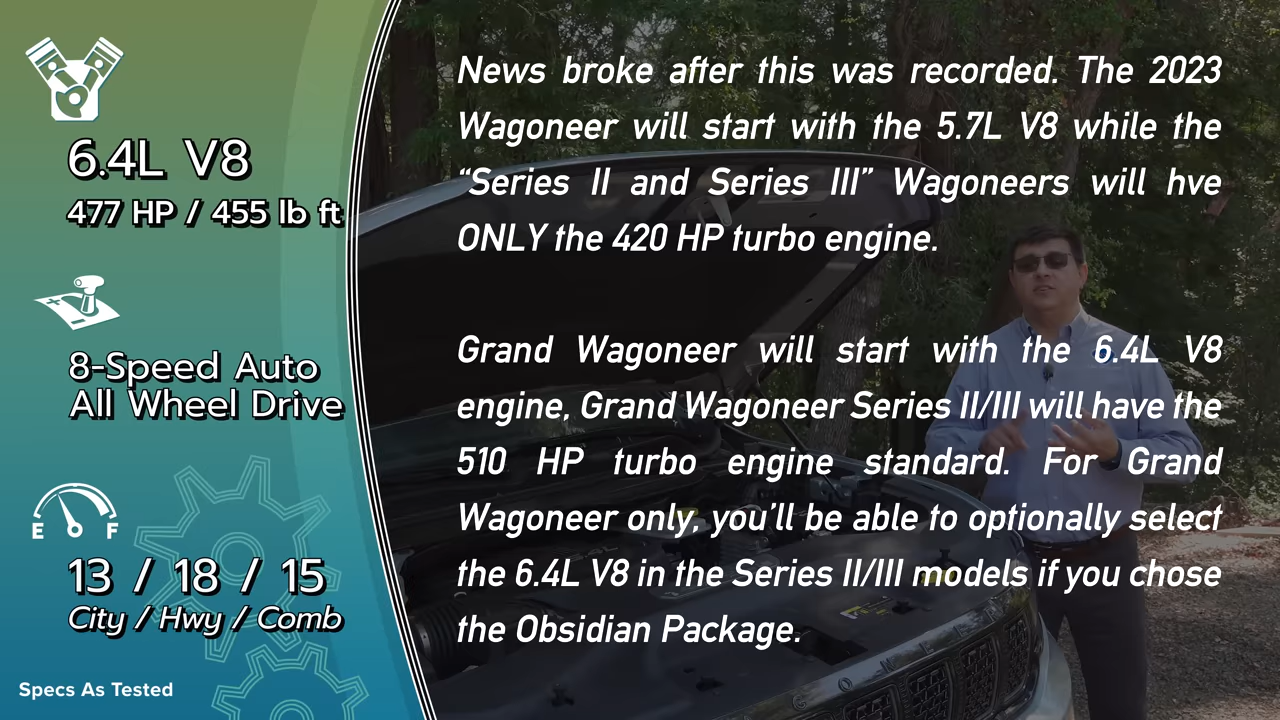 6.4L V8
477 HP / 455 lb ft
8-Speed Auto
All Wheel Drive
E F
13 / 18 / 15
City / Hwy / Comb
Specs As Tested
News broke after this was recorded. The 2023
Wagoneer will start with the 5.7L V8 while the
“Series II and Series III” Wagoneers will hve
ONLY the 420 HP turbo engine.
Grand Wagoneer will start with the 6.4L V8
engine, Grand Wagoneer Series II/III will have the
510 HP turbo engine standard. For Grand
Wagoneer only, you’ll be able to optionally select
the 6.4L V8 in the Series II/III models if you chose
the Obsidian Package.